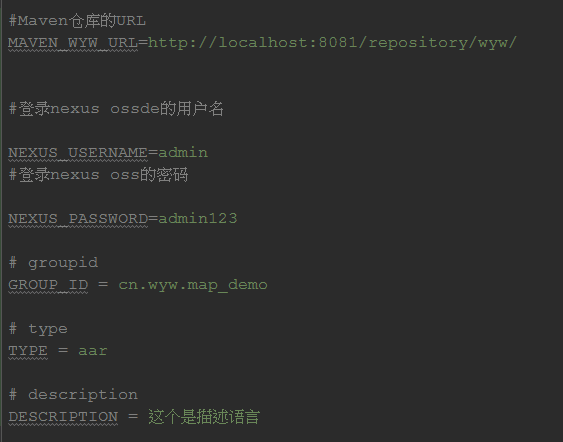 #Maven仓库的URL
MAVEN_WYW_URL=http://localhost:8081/repository/wyw/
#登录nexus ossde的用户名
NEXUS_USERNAME=admin
#登录nexus oss的密码
NEXUS_PASSWORD=admin123
# groupid
GROUP_ID = cn.wyw.map_demo
# type
TYPE = aar
# description
DESCRIPTION = 这个是描述语言